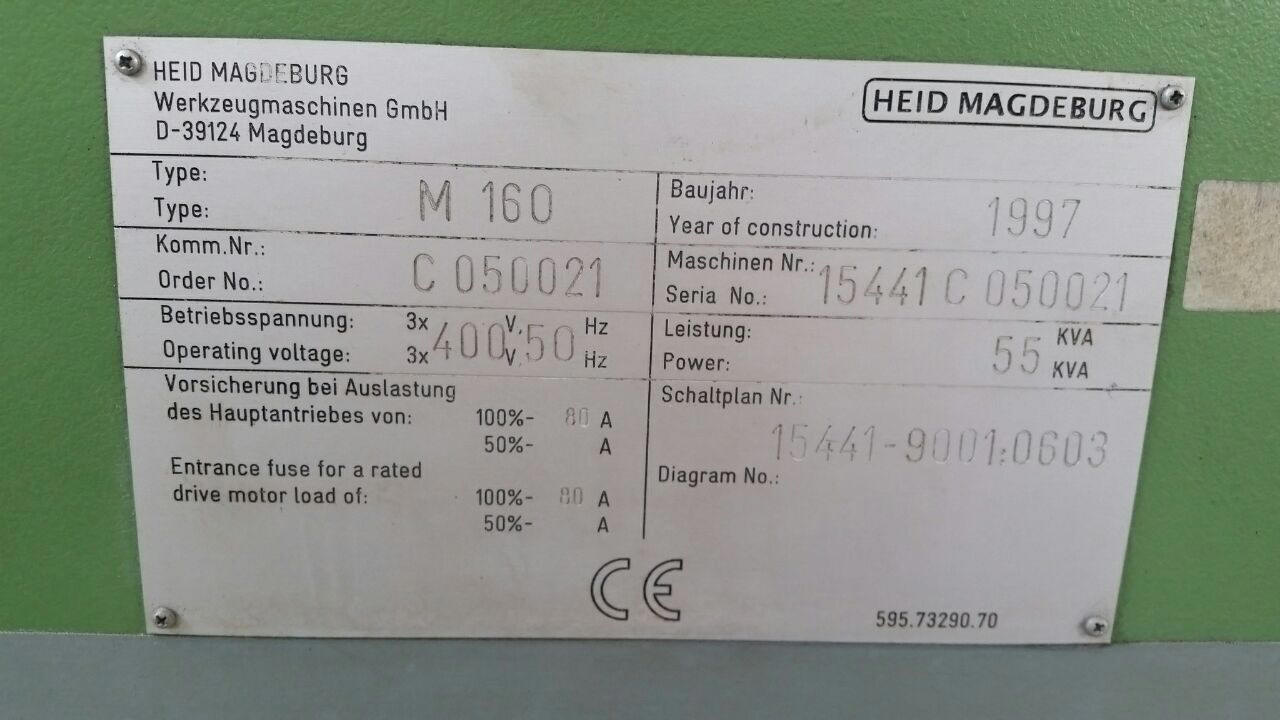 HEID MAGDEBURG
Werkzeugmaschinen GmbH
D-39124 Magdeburg
HEID MAGDEBURG
Type:
Type:
M 160
Baujahr:
Year of construction:
1997
Komm.Nr.:
Order No.:
C 050021
Maschinen Nr.:
Seria No.:
15441 C 050021
Betriebsspannung: 3x V, Hz
Operating voltage: 3x V, Hz
400 50
Leistung: KVA
Power: KVA
55
Vorsicherung bei Auslastung
des Hauptantriebes von: 100%- 80 A
50%- A
Entrance fuse for a rated
drive motor load of: 100%- 80 A
50%- A
Schaltplan Nr.:
15441-9001:0603
Diagram No.:
CE
595.73290.70